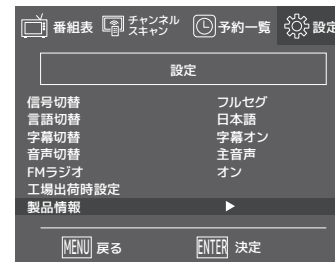 番組表 チャンネルスキャン 予約一覧 設定
設定
信号切替 フルセグ
言語切替 日本語
字幕切替 字幕オン
音声切替 主音声
FMラジオ オン
工場出荷時設定
製品情報 ▶
MENU 戻る ENTER 決定